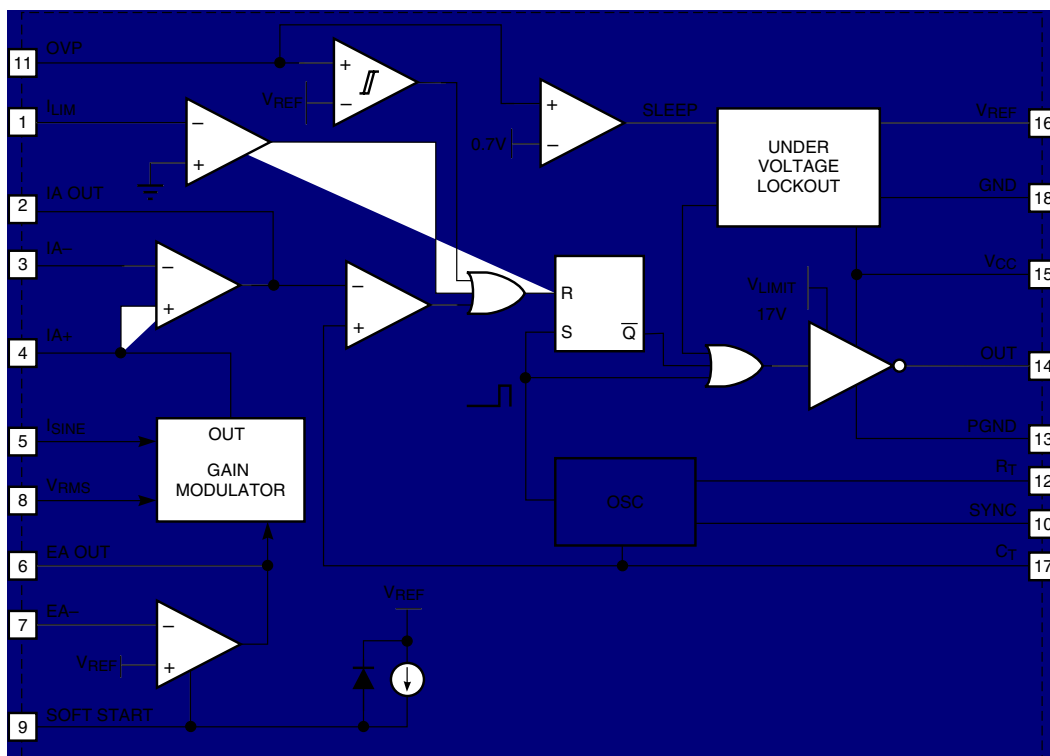 11 OVP
+
−
VREF
1 ILIM
−
+
+
−
0.7V
SLEEP
UNDER
VOLTAGE
LOCKOUT
VREF 16
GND 18
2 IA OUT
3 IA−
−
+
4 IA+
−
+
R
S
Q
VLIMIT
17V
VCC 15
OUT 14
PGND 13
5 ISINE
8 VRMS
OUT
GAIN
MODULATOR
OSC
RT 12
SYNC 10
CT 17
6 EA OUT
7 EA−
−
+
VREF
VREF
9 SOFT START